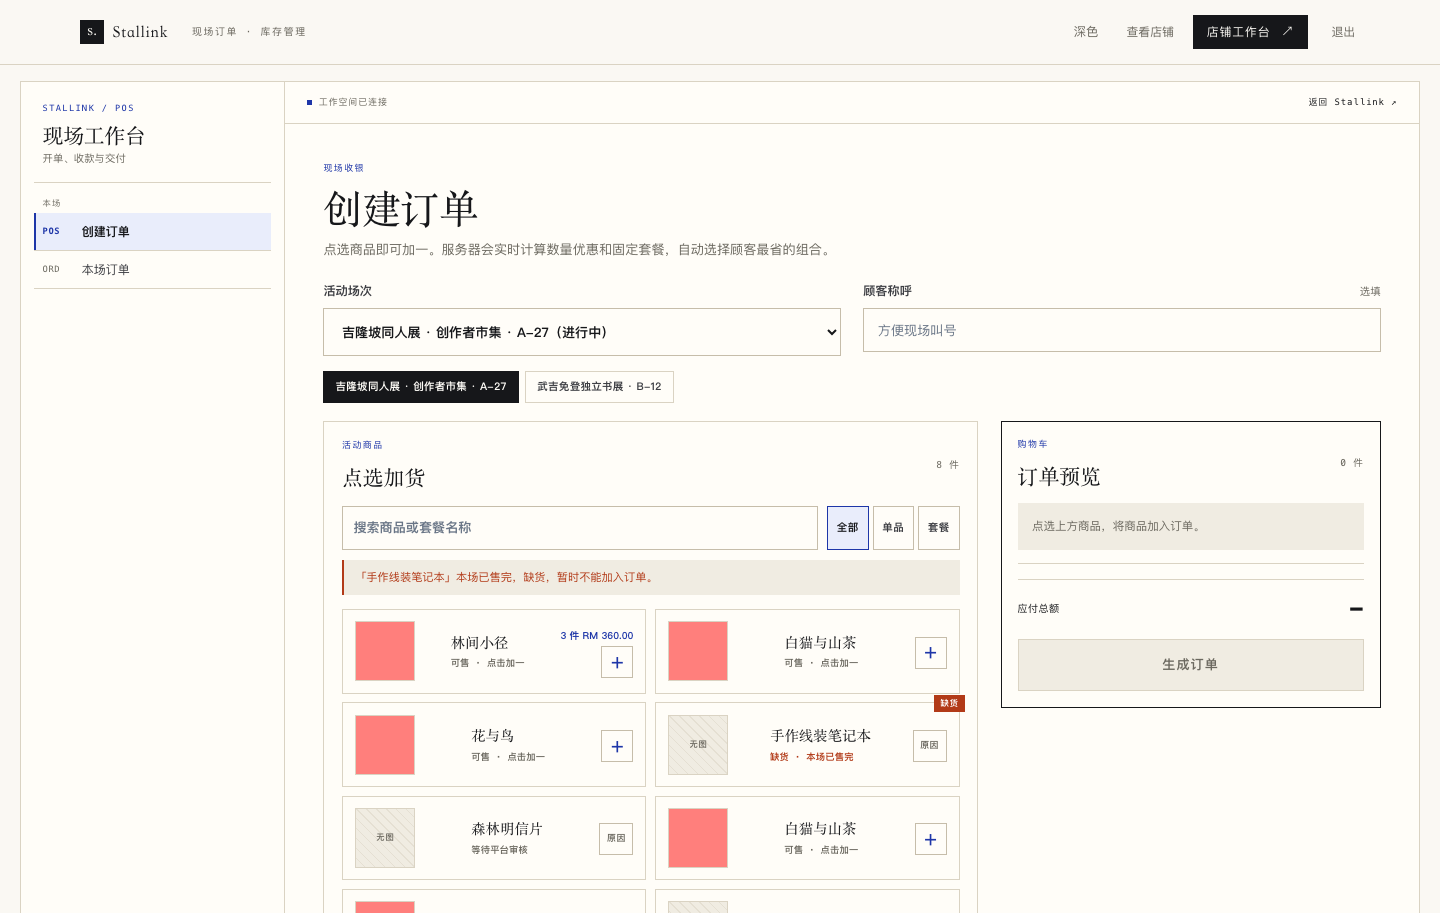 S. Stallink 现场订单 · 库存管理
深色 查看店铺 店铺工作台 ↗ 退出
STALLINK / POS
现场工作台
开单、收款与交付
本场
POS 创建订单
ORD 本场订单
工作空间已连接
返回 Stallink ↗
现场收银
创建订单
点选商品即可加一。服务器会实时计算数量优惠和固定套餐，自动选择顾客最省的组合。
活动场次
吉隆坡同人展 · 创作者市集 · A-27（进行中）
顾客称呼 选填
方便现场叫号
吉隆坡同人展 · 创作者市集 · A-27
武吉免登独立书展 · B-12
活动商品
点选加货
8 件
搜索商品或套餐名称
全部 单品 套餐
「手作线装笔记本」本场已售完，缺货，暂时不能加入订单。
林间小径
可售 · 点击加一
3 件 RM 360.00
+
白猫与山茶
可售 · 点击加一
+
花与鸟
可售 · 点击加一
+
缺货
无图
手作线装笔记本
缺货 · 本场已售完
原因
无图
森林明信片
等待平台审核
原因
白猫与山茶
可售 · 点击加一
+
购物车
订单预览
0 件
点选上方商品，将商品加入订单。
应付总额 —
生成订单